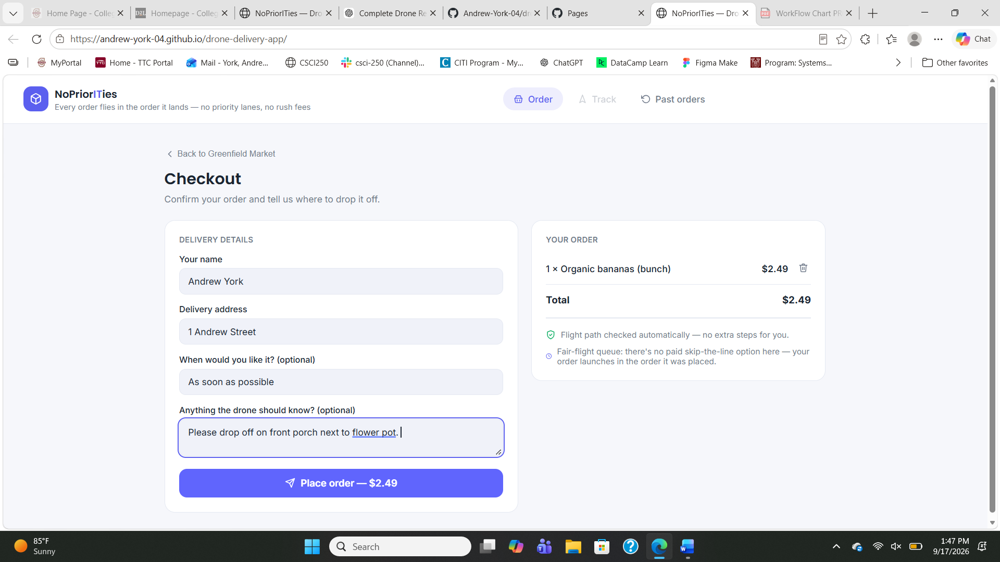 Home Page - Colleg
Homepage - Colleg
NoPriorITies — Dro
Complete Drone Re
Andrew-York-04/dr
Pages
NoPriorITies — Dro
WorkFlow Chart PR
https://andrew-york-04.github.io/drone-delivery-app/
Chat
MyPortal
Home - TTC Portal
Mail - York, Andre...
CSCI250
csci-250 (Channel)...
CITI Program - My...
ChatGPT
DataCamp Learn
Figma Make
Program: Systems...
Other favorites
NoPriorITies
Every order flies in the order it lands — no priority lanes, no rush fees
Order
Track
Past orders
Back to Greenfield Market
Checkout
Confirm your order and tell us where to drop it off.
DELIVERY DETAILS
Your name
Andrew York
Delivery address
1 Andrew Street
When would you like it? (optional)
As soon as possible
Anything the drone should know? (optional)
Please drop off on front porch next to flower pot.
Place order — $2.49
YOUR ORDER
1 × Organic bananas (bunch) $2.49
Total $2.49
Flight path checked automatically — no extra steps for you.
Fair-flight queue: there's no paid skip-the-line option here — your
order launches in the order it was placed.
85°F
Sunny
Search
1:47 PM
9/17/2026